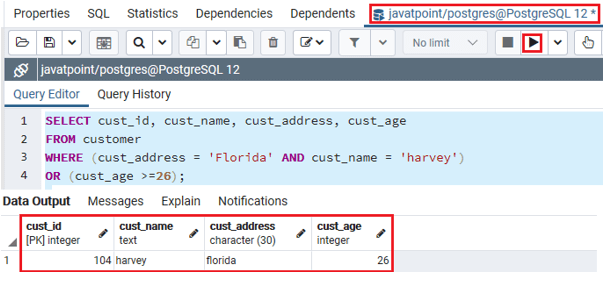 Properties SQL Statistics Dependencies Dependents javatpoint/postgres@PostgreSQL 12 *
No limit
javatpoint/postgres@PostgreSQL 12
Query Editor Query History
1 SELECT cust_id, cust_name, cust_address, cust_age
2 FROM customer
3 WHERE (cust_address = 'Florida' AND cust_name = 'harvey')
4 OR (cust_age >=26);
Data Output Messages Explain Notifications
cust_id cust_name cust_address cust_age
[PK] integer text character (30) integer
1 104 harvey florida 26